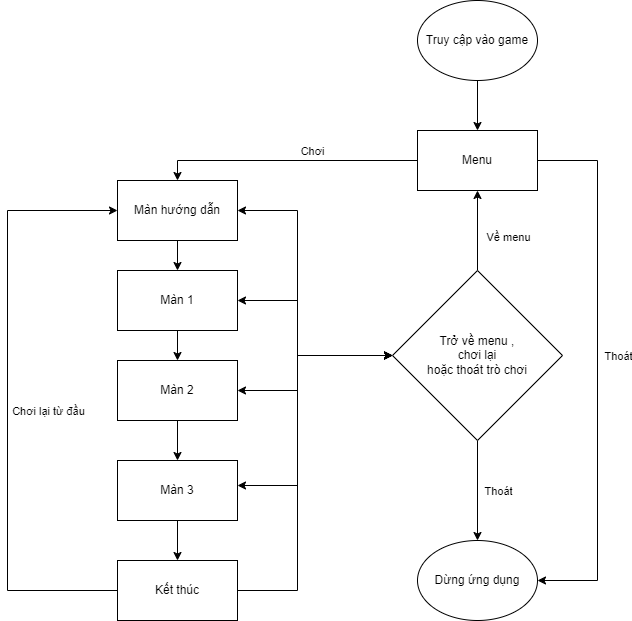 Truy cập vào game
Chơi
Menu
Màn hướng dẫn
Về menu
Màn 1
Trở về menu ,
chơi lại
hoặc thoát trò chơi
Thoát
Màn 2
Chơi lại từ đầu
Màn 3
Thoát
Kết thúc
Dừng ứng dụng